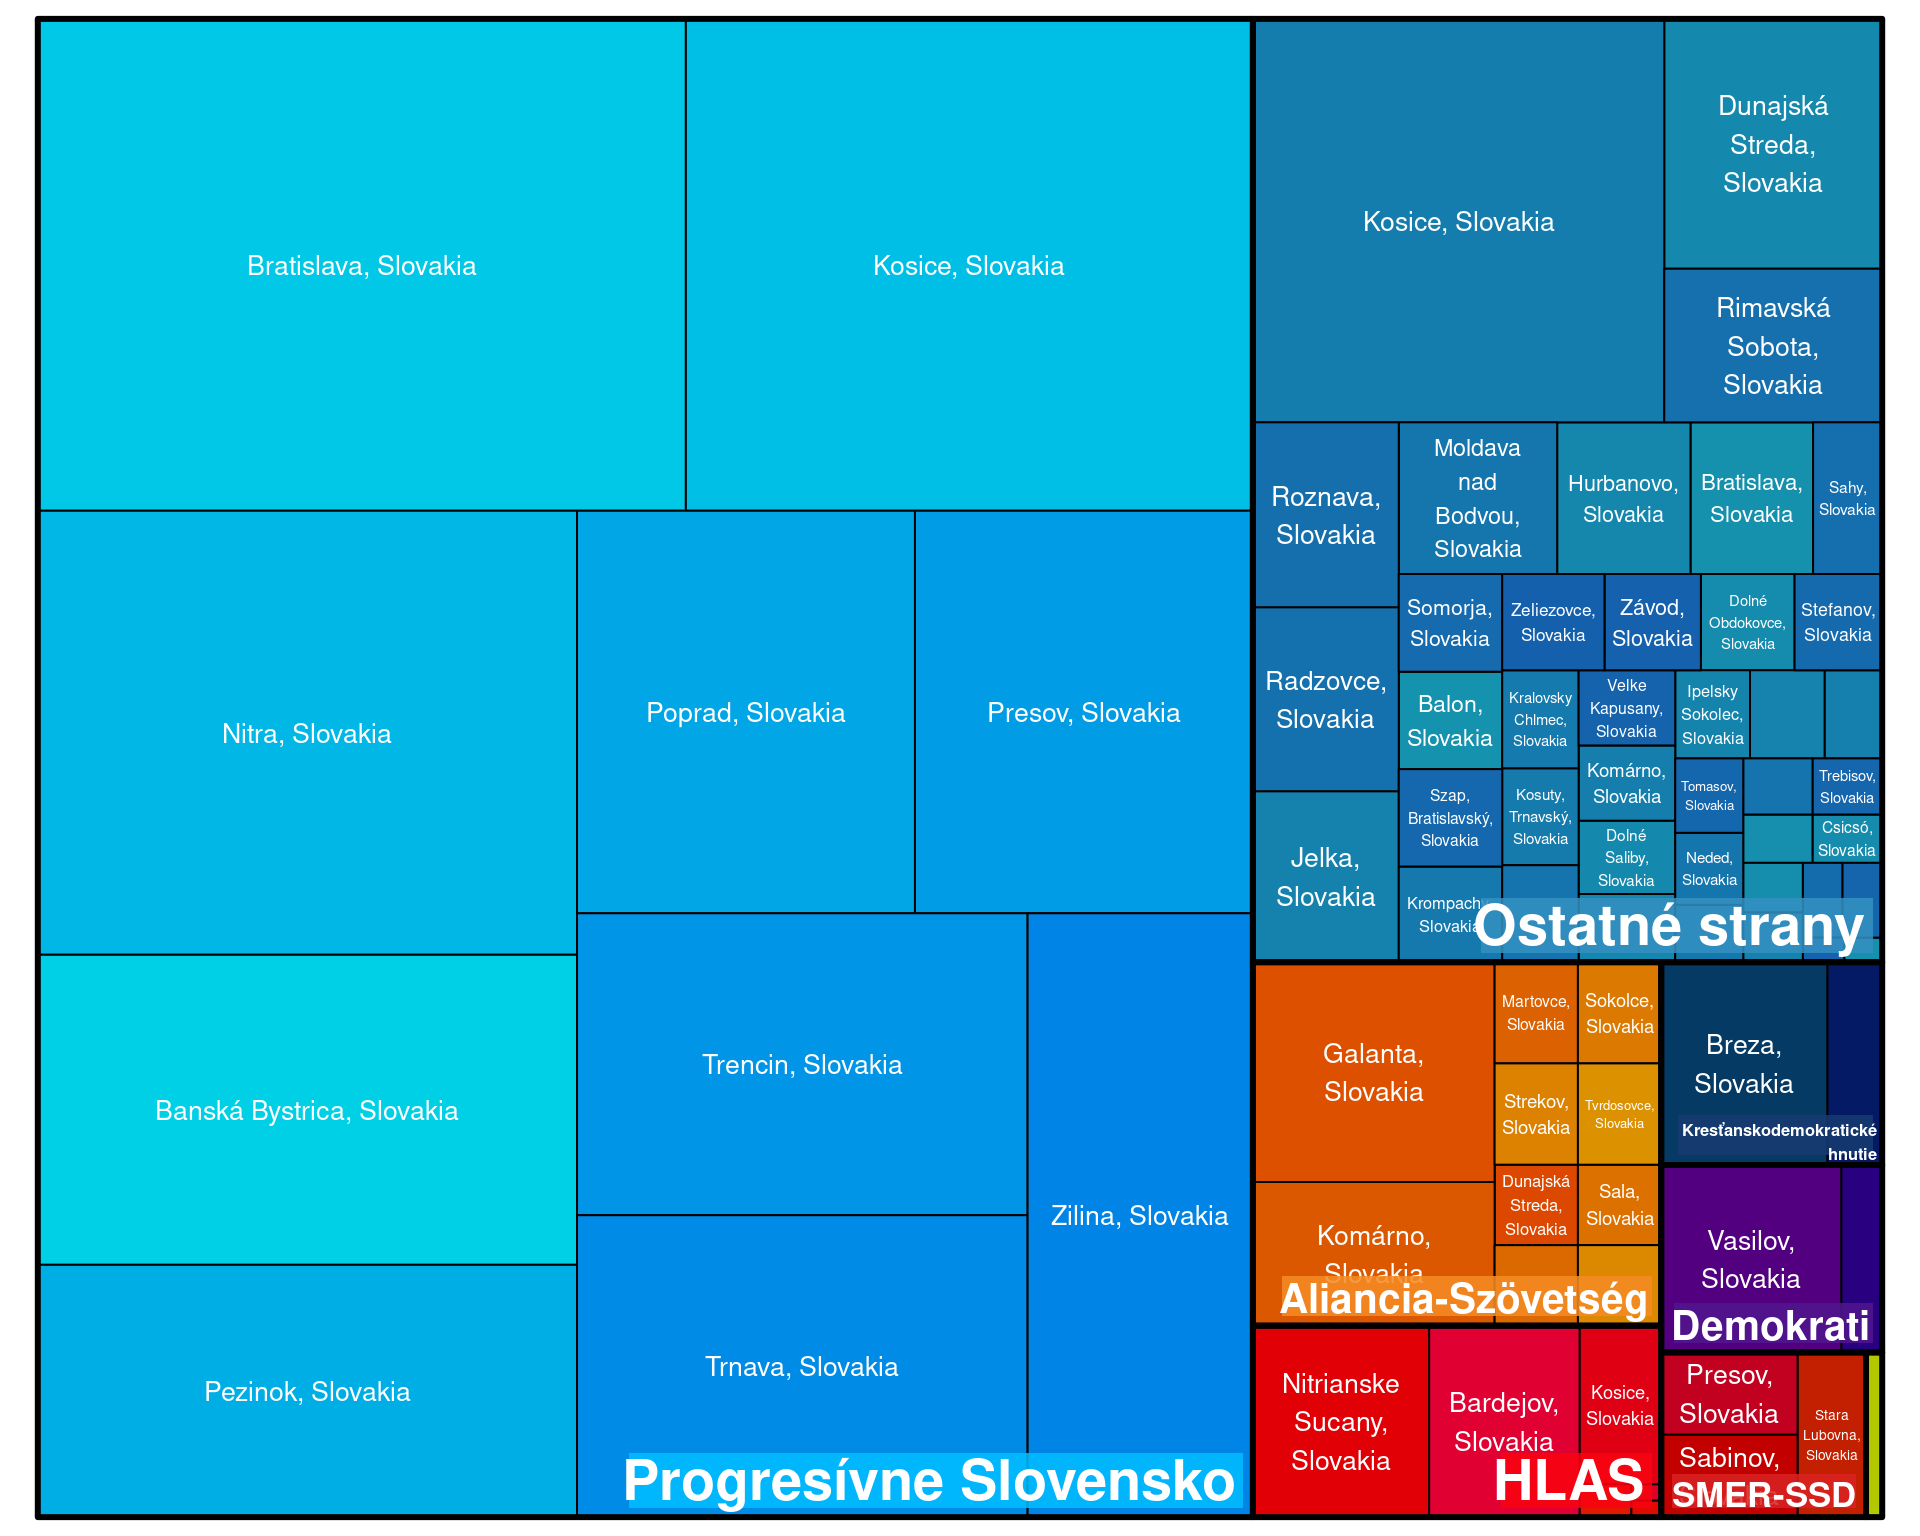 Bratislava, Slovakia
Kosice, Slovakia
Nitra, Slovakia
Poprad, Slovakia
Presov, Slovakia
Banská Bystrica, Slovakia
Trencin, Slovakia
Zilina, Slovakia
Pezinok, Slovakia
Trnava, Slovakia
Progresívne Slovensko
Kosice, Slovakia
Dunajská
Streda,
Slovakia
Rimavská
Sobota,
Slovakia
Roznava,
Slovakia
Moldava
nad
Bodvou,
Slovakia
Hurbanovo,
Slovakia
Bratislava,
Slovakia
Sahy,
Slovakia
Radzovce,
Slovakia
Somorja,
Slovakia
Zeliezovce,
Slovakia
Závod,
Slovakia
Dolné
Obdokovce,
Slovakia
Stefanov,
Slovakia
Balon,
Slovakia
Kralovsky
Chlmec,
Slovakia
Velke
Kapusany,
Slovakia
Ipelsky
Sokolec,
Slovakia
Komárno,
Slovakia
Tomasov,
Slovakia
Trebisov,
Slovakia
Jelka,
Slovakia
Szap,
Bratislavský,
Slovakia
Kosuty,
Trnavský,
Slovakia
Dolné
Saliby,
Slovakia
Neded,
Slovakia
Csicsó,
Slovakia
Krompachy,
Slovakia
Ostatné strany
Galanta,
Slovakia
Martovce,
Slovakia
Sokolce,
Slovakia
Strekov,
Slovakia
Tvrdosovce,
Slovakia
Komárno,
Slovakia
Dunajská
Streda,
Slovakia
Sala,
Slovakia
Aliancia-Szövetség
Breza,
Slovakia
Kresťanskodemokratické
hnutie
Vasilov,
Slovakia
Demokrati
Nitrianske
Sucany,
Slovakia
Bardejov,
Slovakia
Kosice,
Slovakia
HLAS
Presov,
Slovakia
Sabinov,
Stara
Lubovna,
Slovakia
SMER-SSD